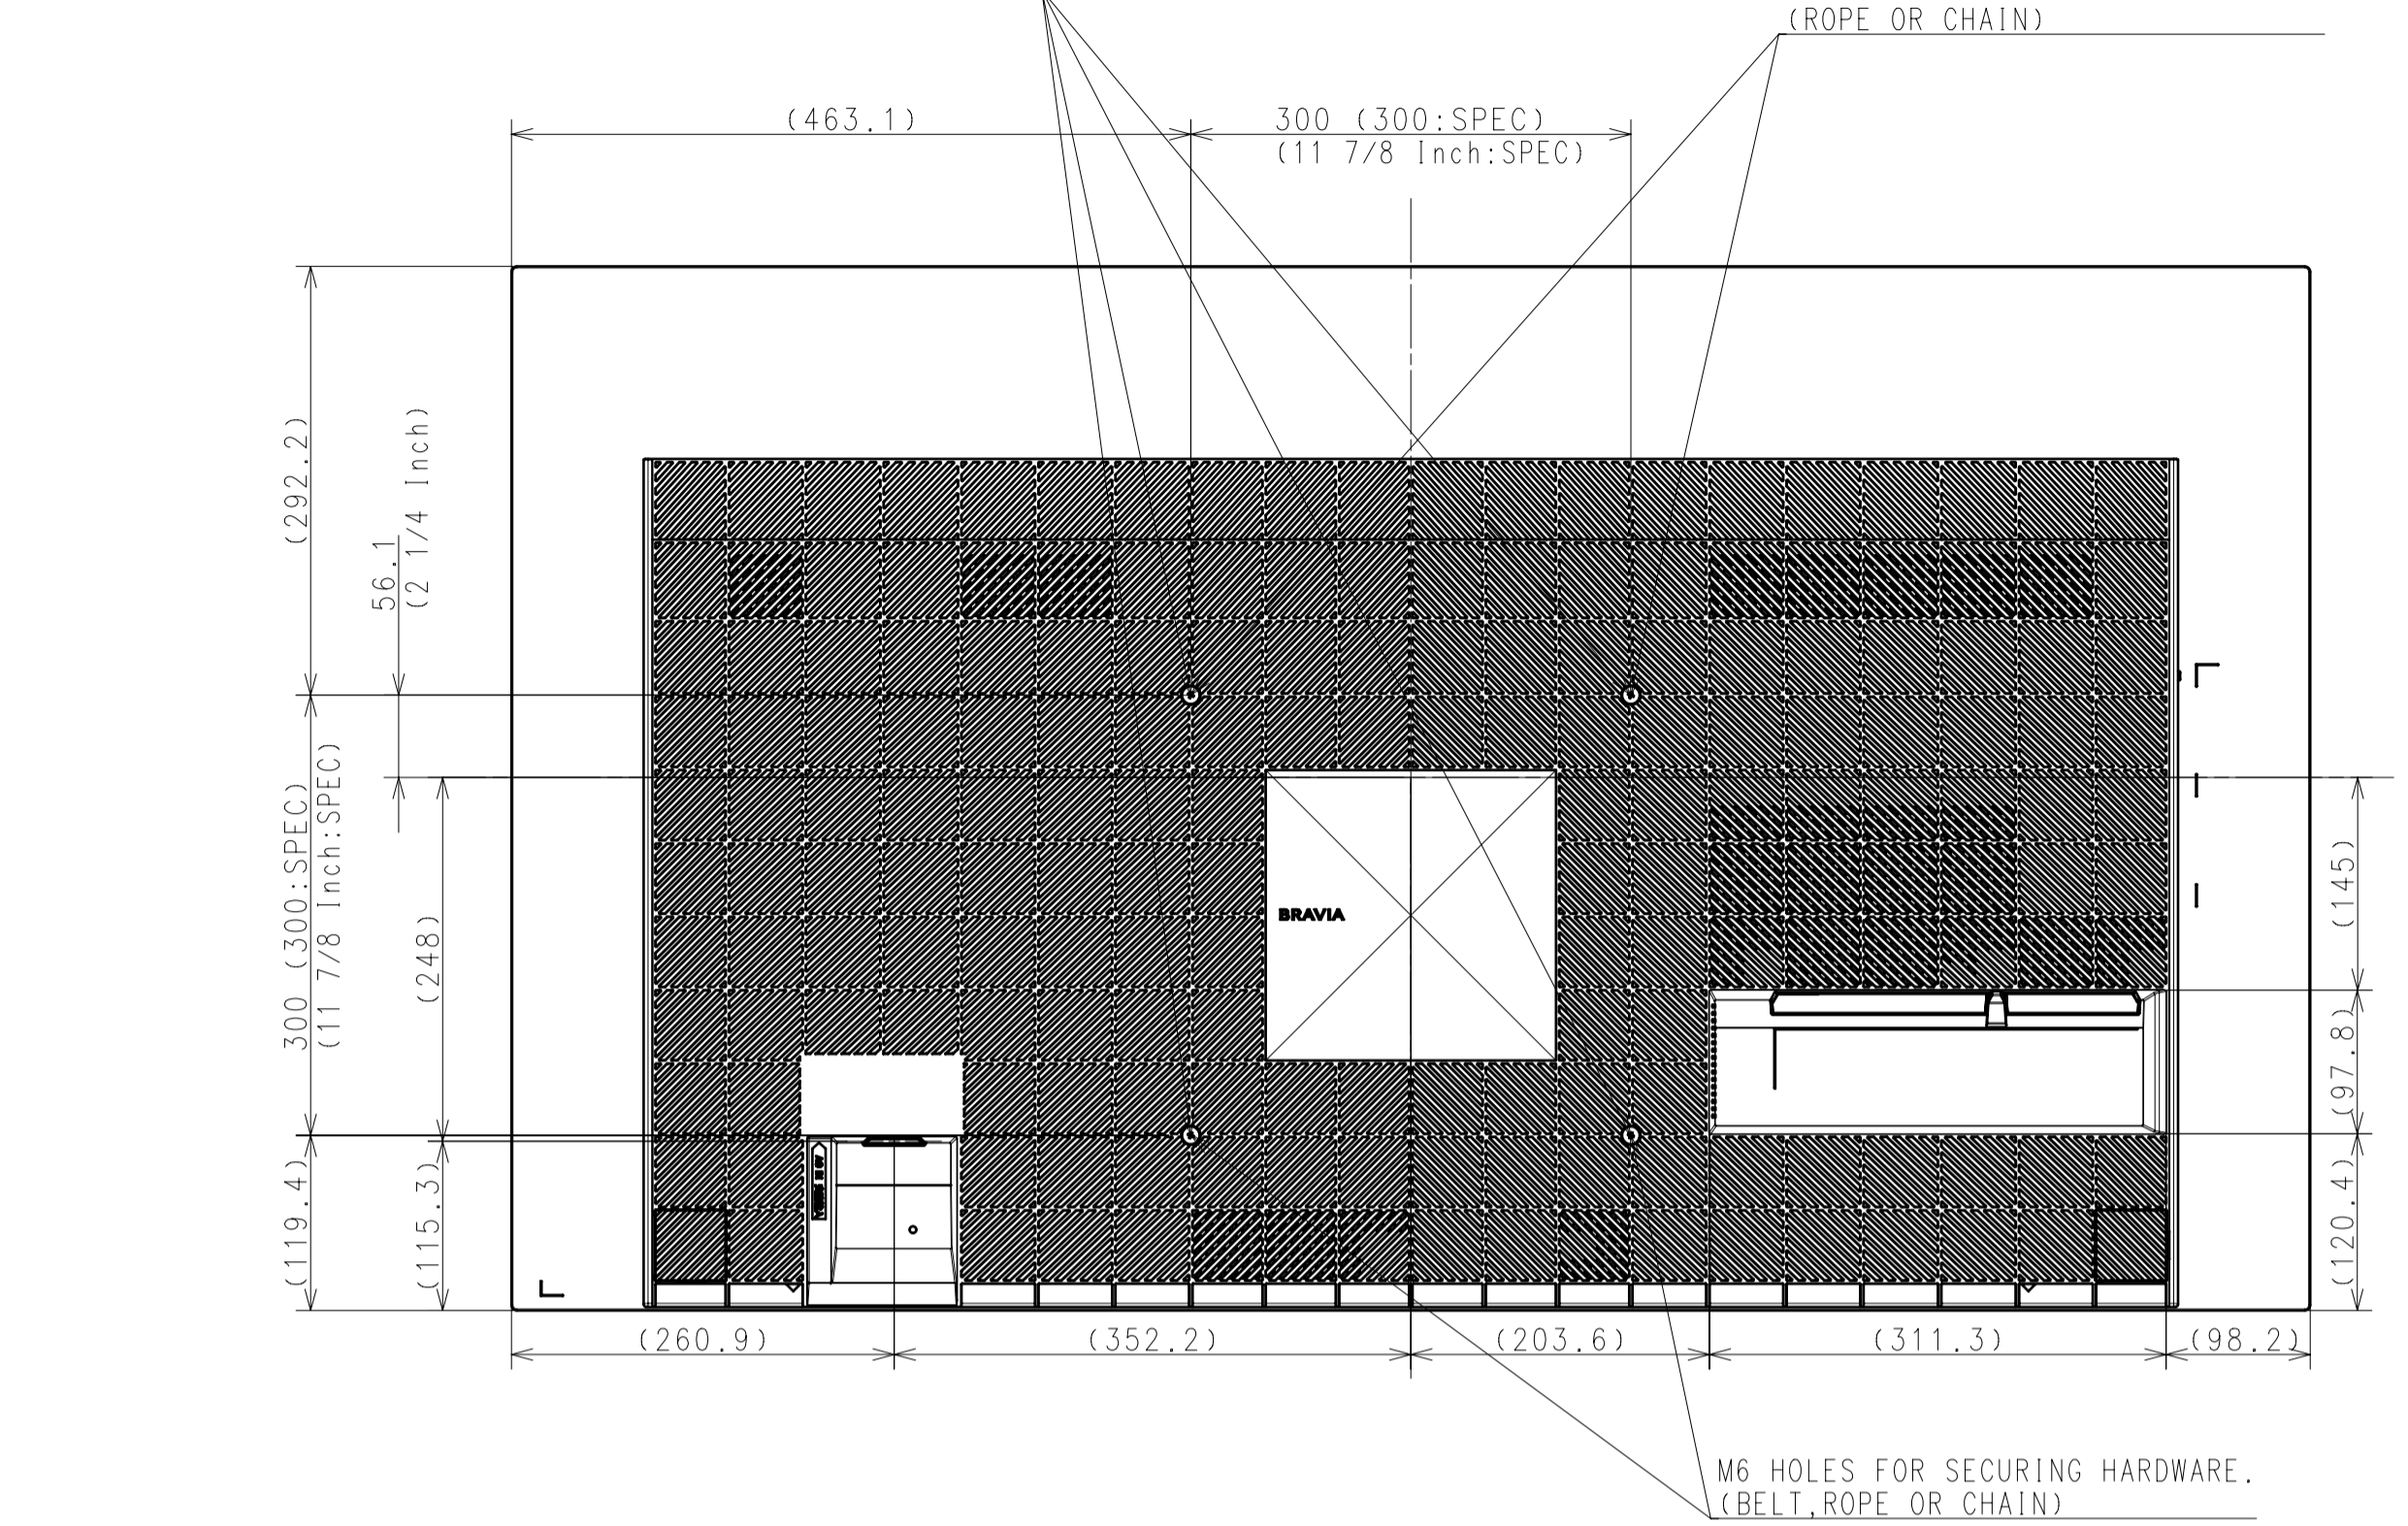 (ROPE OR CHAIN)
(463.1)
300 (300:SPEC)
(11 7/8 Inch:SPEC)
(292.2)
56.1
(2 1/4 Inch)
300 (300:SPEC)
(11 7/8 Inch:SPEC)
(248)
(145)
BRAVIA
(97.8)
(119.4)
(115.3)
(120.4)
(260.9)
(352.2)
(203.6)
(311.3)
(98.2)
M6 HOLES FOR SECURING HARDWARE.
(BELT,ROPE OR CHAIN)